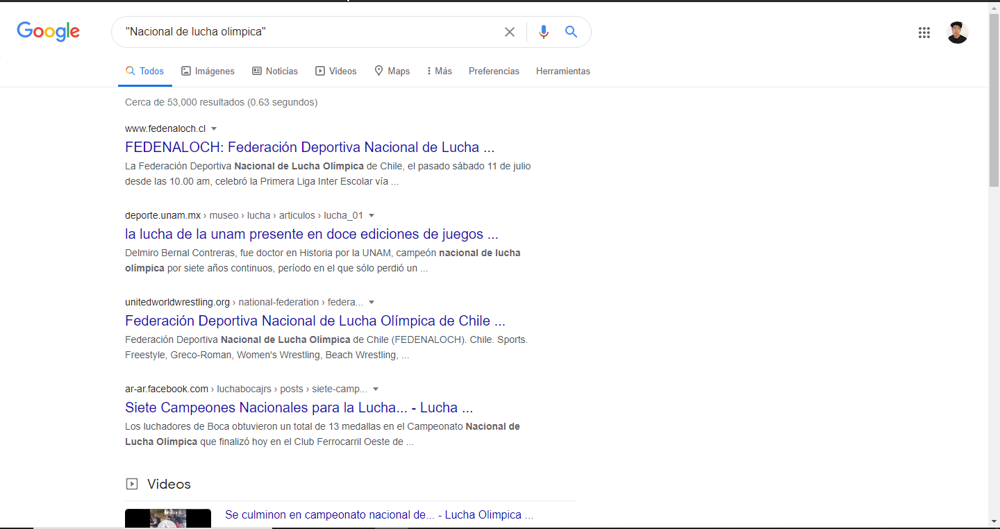 Google
"Nacional de lucha olimpica"
Todos Imágenes Noticias Videos Maps Más Preferencias Herramientas
Cerca de 53,000 resultados (0.63 segundos)
www.fedenaloch.cl
FEDENALOCH: Federación Deportiva Nacional de Lucha ...
La Federación Deportiva Nacional de Lucha Olímpica de Chile, el pasado sábado 11 de julio
desde las 10.00 am, celebró la Primera Liga Inter Escolar vía ...
deporte.unam.mx › museo › lucha › articulos › lucha_01
la lucha de la unam presente en doce ediciones de juegos ...
Delmiro Bernal Contreras, fue doctor en Historia por la UNAM, campeón nacional de lucha
olímpica por siete años continuos, período en el que sólo perdió un ...
unitedworldwrestling.org › national-federation › federa...
Federación Deportiva Nacional de Lucha Olímpica de Chile ...
Federación Deportiva Nacional de Lucha Olímpica de Chile (FEDENALOCH). Chile. Sports.
Freestyle, Greco-Roman, Women's Wrestling, Beach Wrestling, ...
ar-ar.facebook.com › luchabocajrs › posts › siete-camp...
Siete Campeones Nacionales para la Lucha... - Lucha ...
Los luchadores de Boca obtuvieron un total de 13 medallas en el Campeonato Nacional de
Lucha Olímpica que finalizó hoy en el Club Ferrocarril Oeste de ...
Videos
Se culminon en campeonato nacional de... - Lucha Olimpica ...